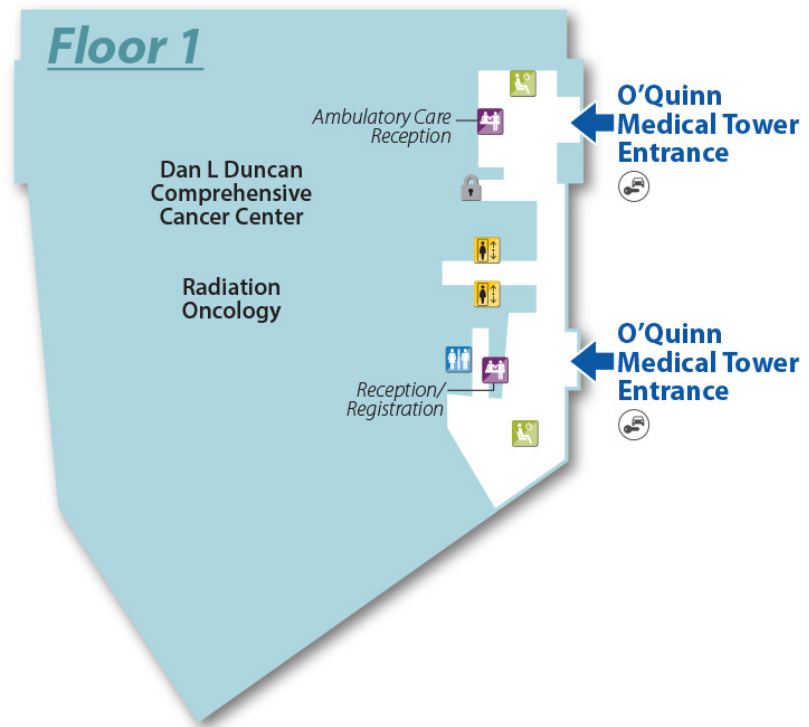 Floor 1
Ambulatory Care
Reception
O’Quinn
Medical Tower
Entrance
Dan L Duncan
Comprehensive
Cancer Center
Radiation
Oncology
O’Quinn
Medical Tower
Entrance
Reception/
Registration